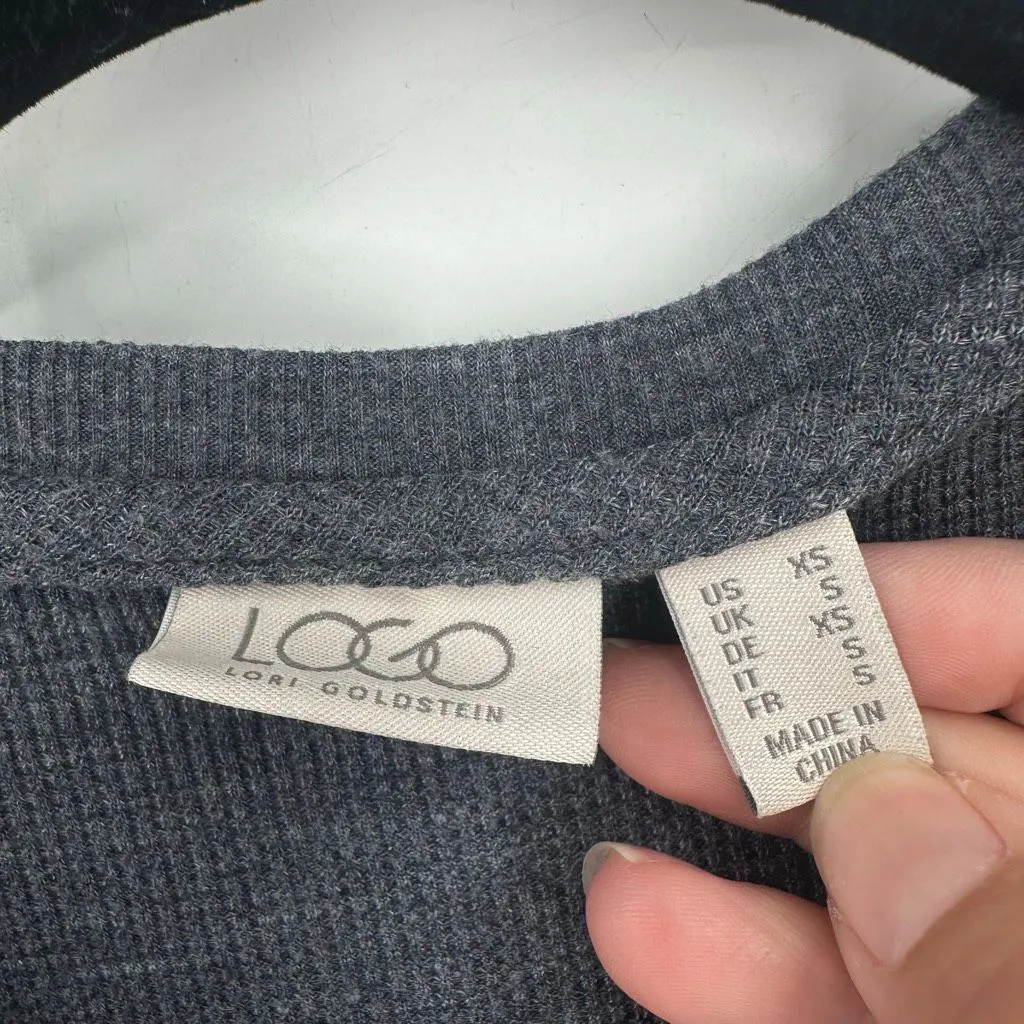 LOGO
LORI GOLDSTEIN
US XS
UK S
DE XS
IT S
FR S
MADE IN
CHINA